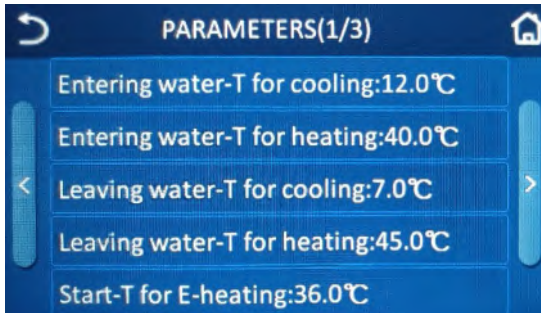 PARAMETERS(1/3)
Entering water-T for cooling:12.0℃
Entering water-T for heating:40.0℃
< Leaving water-T for cooling:7.0℃ >
Leaving water-T for heating:45.0℃
Start-T for E-heating:36.0℃